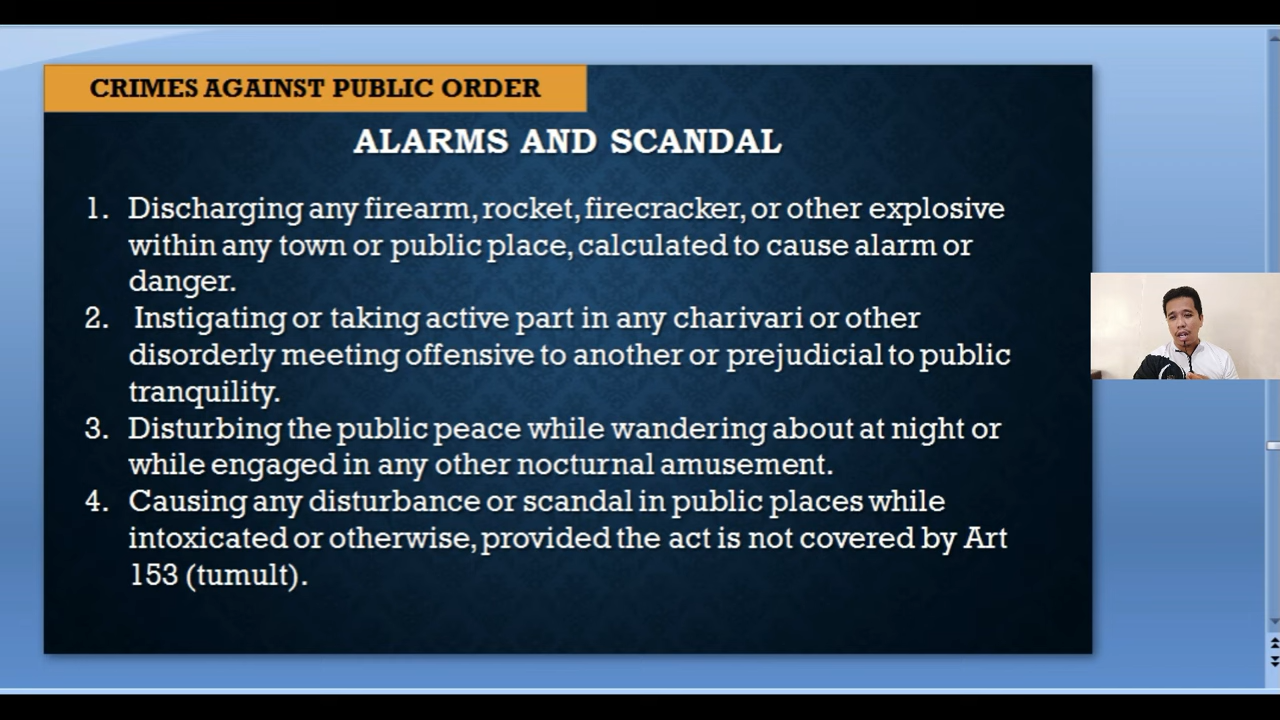 CRIMES AGAINST PUBLIC ORDER
ALARMS AND SCANDAL
1. Discharging any firearm, rocket, firecracker, or other explosive
within any town or public place, calculated to cause alarm or
danger.
2. Instigating or taking active part in any charivari or other
disorderly meeting offensive to another or prejudicial to public
tranquility.
3. Disturbing the public peace while wandering about at night or
while engaged in any other nocturnal amusement.
4. Causing any disturbance or scandal in public places while
intoxicated or otherwise, provided the act is not covered by Art
153 (tumult).